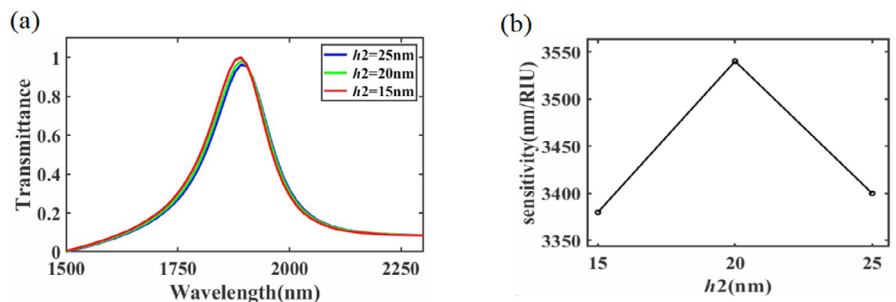 (a)
Transmittance
1
0.8
0.6
0.4
0.2
0
h2=25nm
h2=20nm
h2=15nm
1500 1750 2000 2250
Wavelength(nm)
(b)
sensitivity(nm/RIU)
3550
3500
3450
3400
3350
15 20 25
h2(nm)